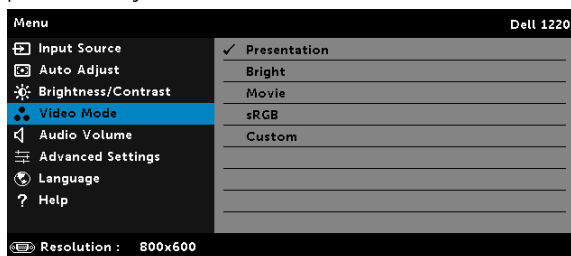 Menu Dell 1220
Input Source
Auto Adjust
Brightness/Contrast
Video Mode
Audio Volume
Advanced Settings
Language
? Help
✓ Presentation
Bright
Movie
sRGB
Custom
Resolution : 800x600